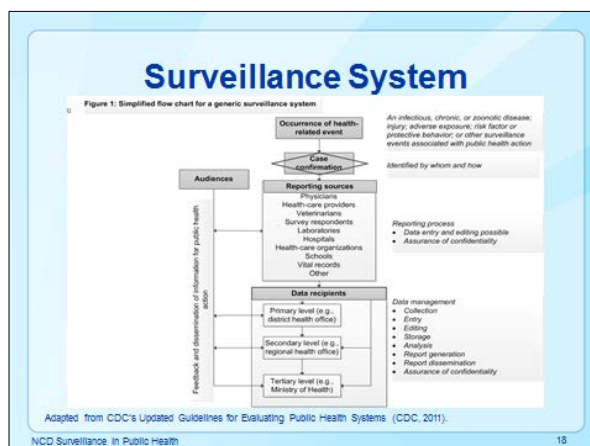 Surveillance System
Figure 1: Simplified flow chart for a generic surveillance system
Occurrence of health-
related event
An infectious, chronic, or zoonotic disease;
injury; adverse exposure; risk factor or
protective behavior; or other surveillance
events associated with public health action
Case
confirmation
Identified by whom and how
Audiences
Reporting sources
Physicians
Health-care providers
Veterinarians
Survey respondents
Laboratories
Hospitals
Health-care organizations
Schools
Vital records
Other
Reporting process
• Data entry and editing possible
• Assurance of confidentiality
Feedback and dissemination of information for public health
action
Data recipients
Primary level (e.g.,
district health office)
Secondary level (e.g.,
regional health office)
Tertiary level (e.g.,
Ministry of Health)
Data management
• Collection
• Entry
• Editing
• Storage
• Analysis
• Report generation
• Report dissemination
• Assurance of confidentiality
Adapted from CDC's Updated Guidelines for Evaluating Public Health Systems (CDC, 2011).
NCD Surveillance in Public Health
18